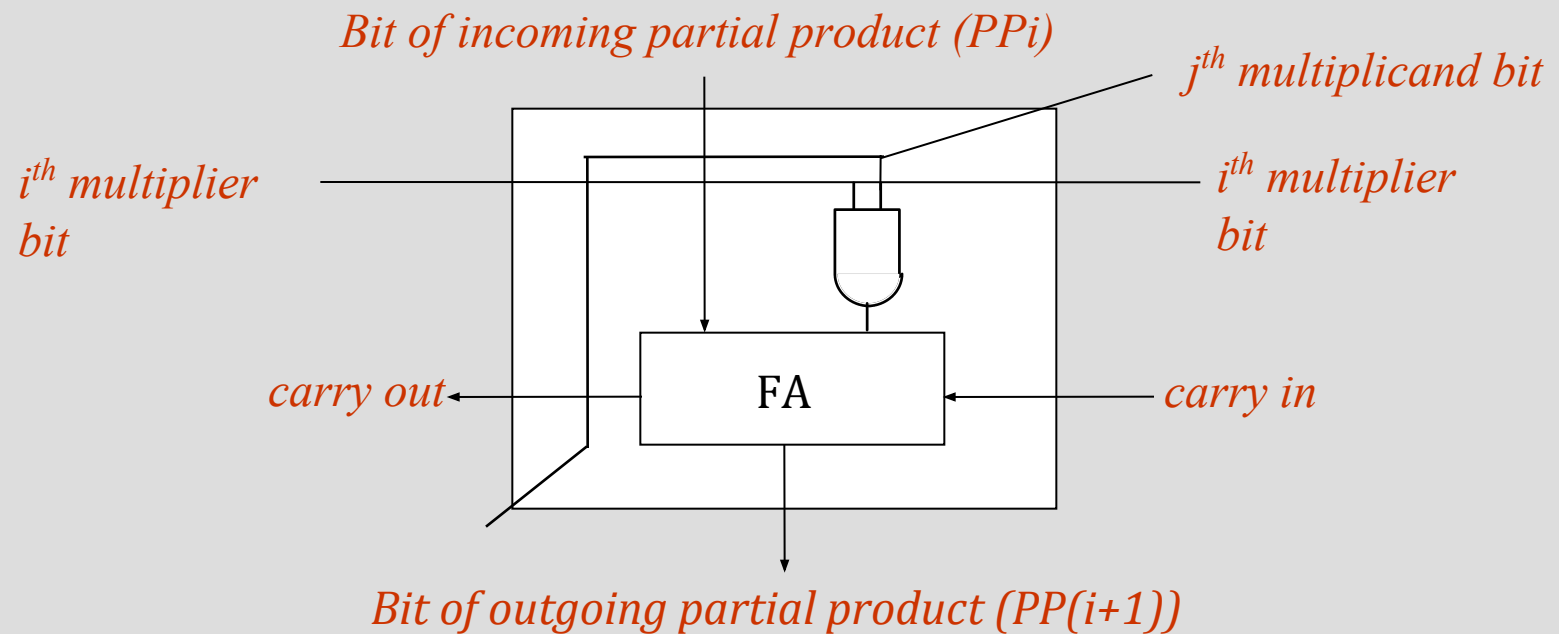 Bit of incoming partial product (PPi)
jth multiplicand bit
ith multiplier
bit
ith multiplier
bit
carry out
FA
carry in
Bit of outgoing partial product (PP(i+1))